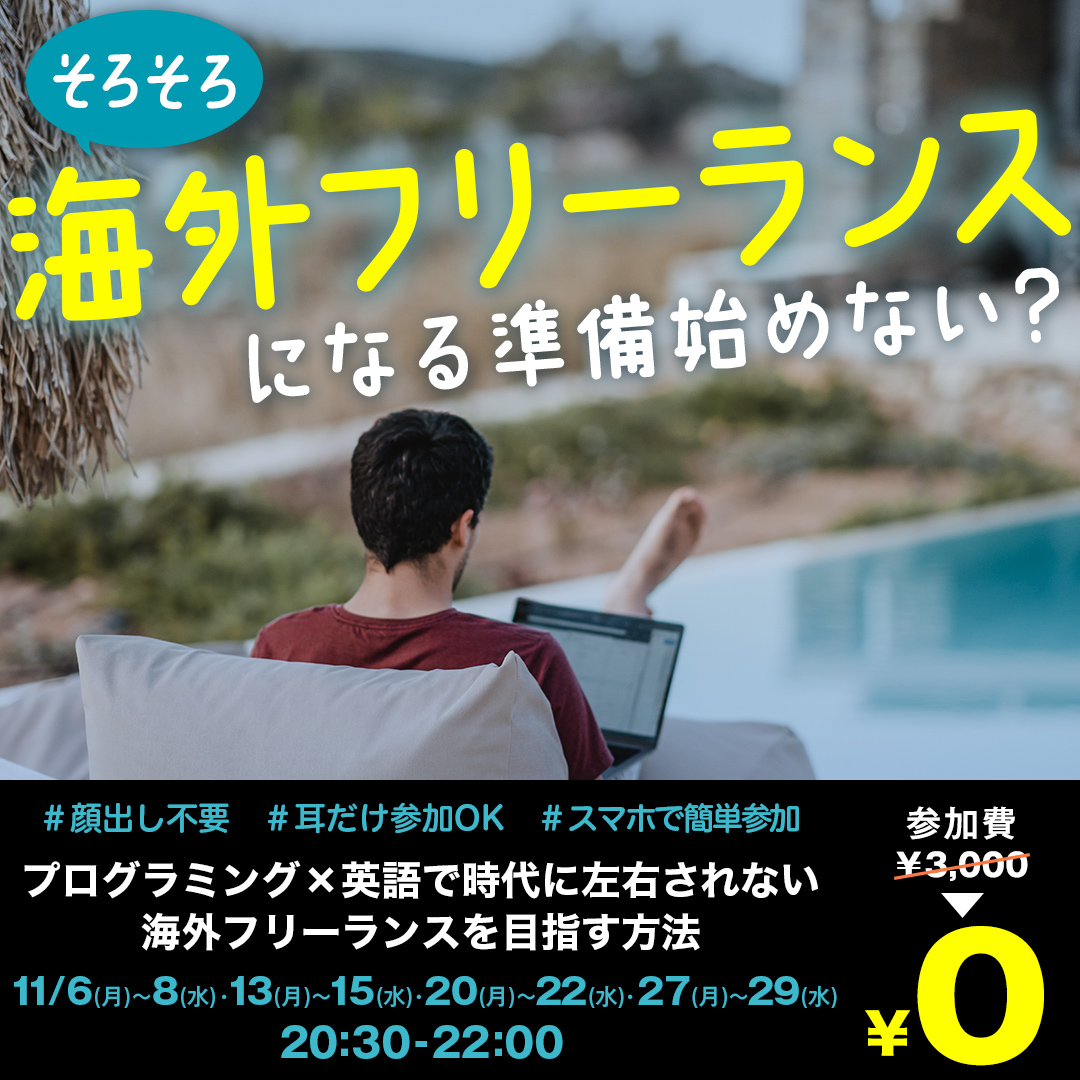 そろそろ
海外フリーランス
になる準備始めない?
#顔出し不要 #耳だけ参加OK #スマホで簡単参加
プログラミング×英語で時代に左右されない
海外フリーランスを目指す方法
11/6(月)~8(水)・13(月)~15(水)・20(月)~22(水)・27(月)~29(水)
20:30-22:00
参加費
¥3,000
¥0